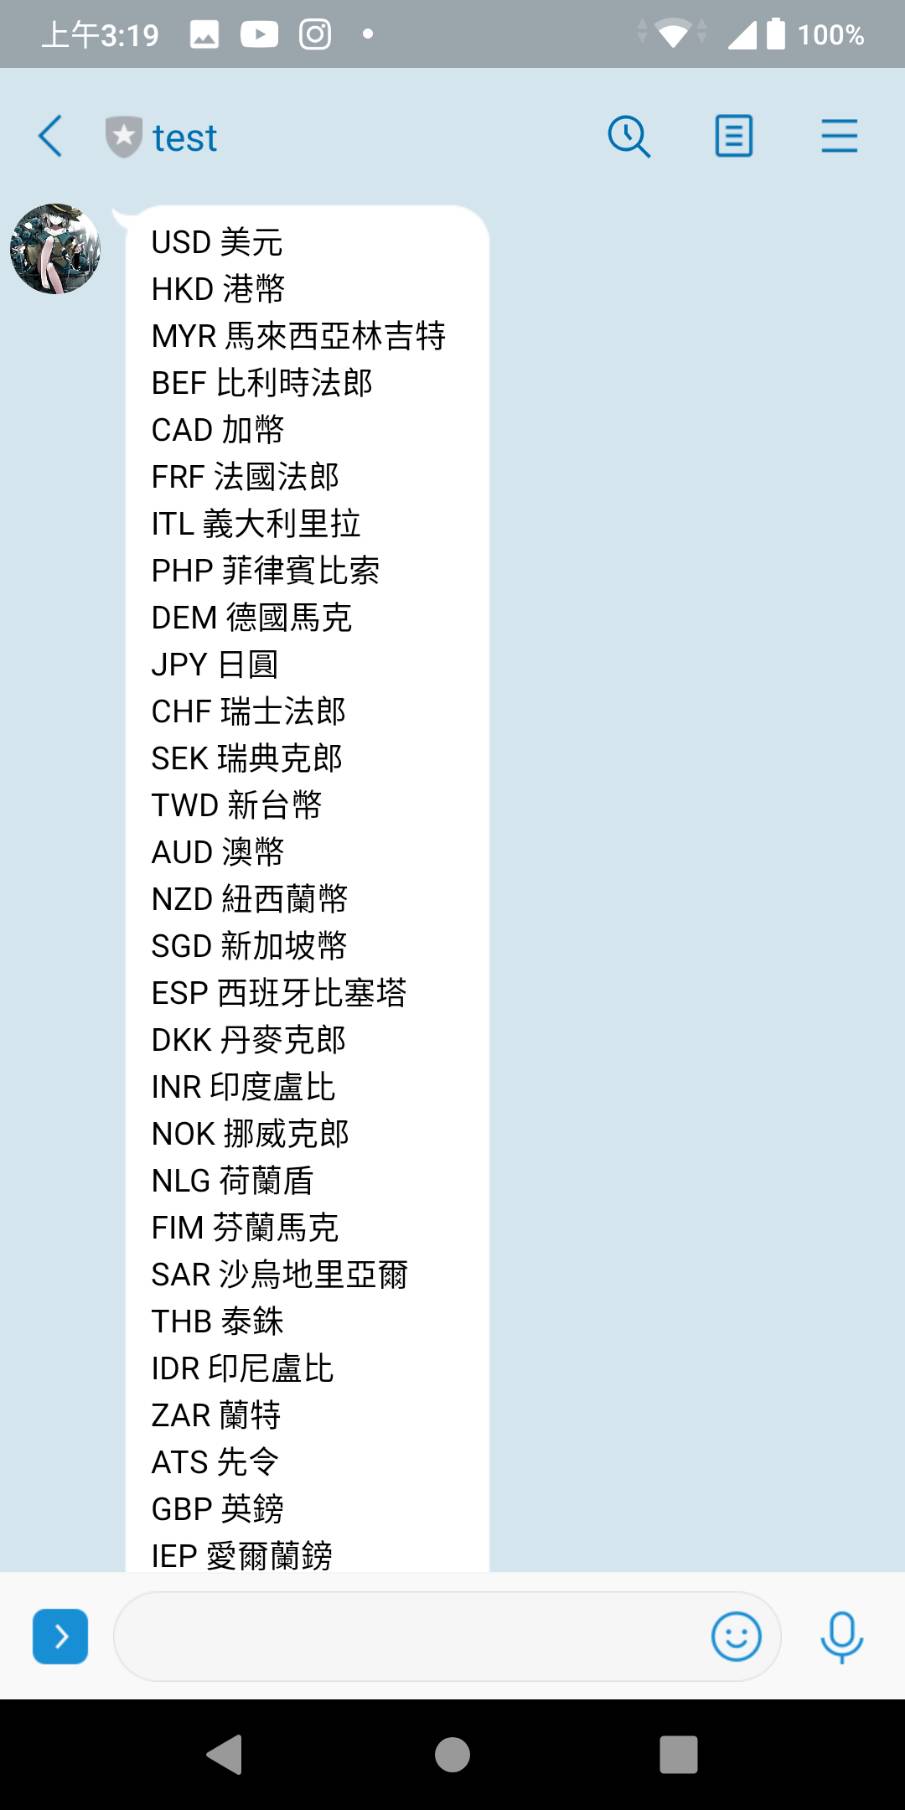 上午3:19
100%
test
USD 美元
HKD 港幣
MYR 馬來西亞林吉特
BEF 比利時法郎
CAD 加幣
FRF 法國法郎
ITL 義大利里拉
PHP 菲律賓比索
DEM 德國馬克
JPY 日圓
CHF 瑞士法郎
SEK 瑞典克郎
TWD 新台幣
AUD 澳幣
NZD 紐西蘭幣
SGD 新加坡幣
ESP 西班牙比塞塔
DKK 丹麥克郎
INR 印度盧比
NOK 挪威克郎
NLG 荷蘭盾
FIM 芬蘭馬克
SAR 沙烏地里亞爾
THB 泰銖
IDR 印尼盧比
ZAR 蘭特
ATS 先令
GBP 英鎊
IEP 愛爾蘭鎊